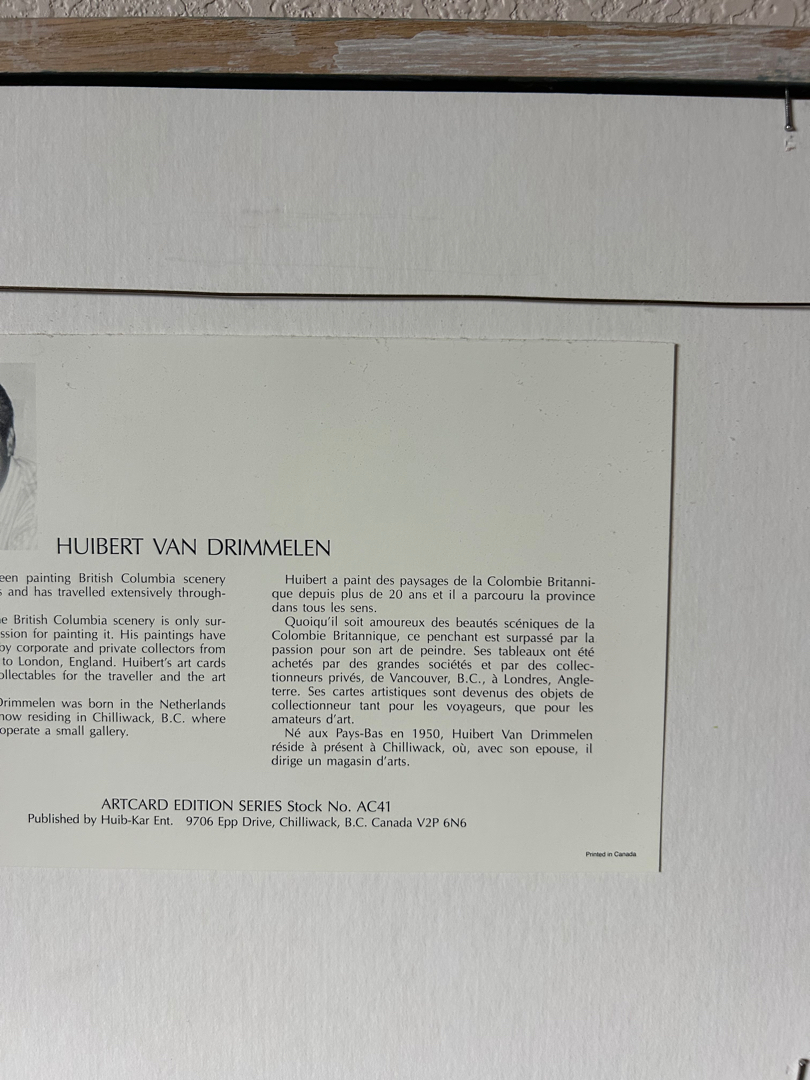 HUIBERT VAN DRIMMELEN
painting British Columbia scenery
and has travelled extensively through-
British Columbia scenery is only sur-
for painting it. His paintings have
by corporate and private collectors from
to London, England. Huibert's art cards
for the traveller and the art
Drimmelen was born in the Netherlands
now residing in Chilliwack, B.C. where
operate a small gallery.
Huibert a paint des paysages de la Colombie Britanni-
que depuis plus de 20 ans et il a parcouru la province
dans tous les sens.
Quoiqu'il soit amoureux des beautés scéniques de la
Colombie Britannique, ce penchant est surpassé par la
passion pour son art de peindre. Ses tableaux ont été
achetés par des grandes sociétés et par des collec-
tionneurs privés, de Vancouver, B.C., à Londres, Angle-
terre. Ses cartes artistiques sont devenus des objets de
collectionneur tant pour les voyageurs, que pour les
amateurs d'art.
Né aux Pays-Bas en 1950, Huibert Van Drimmelen
réside à présent à Chilliwack, où, avec son epouse, il
dirige un magasin d'arts.
ARTCARD EDITION SERIES Stock No. AC41
Published by Huib-Kar Ent. 9706 Epp Drive, Chilliwack, B.C. Canada V2P 6N6
Printed in Canada